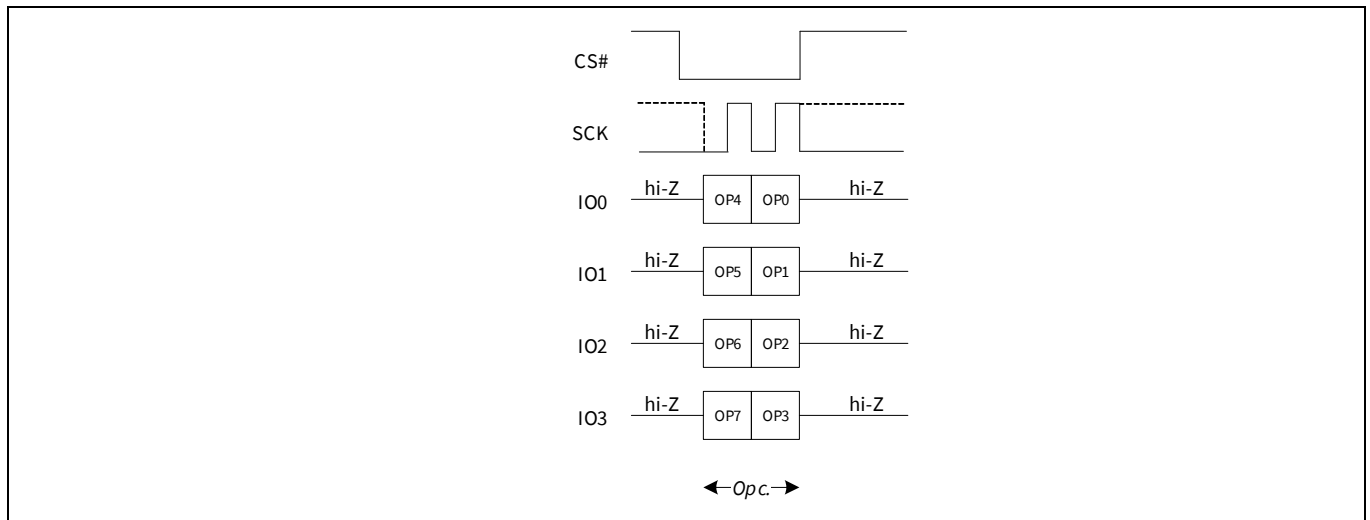 CS#
SCK
hi-Z hi-Z
IO0 OP4 OP0
hi-Z hi-Z
IO1 OP5 OP1
hi-Z hi-Z
IO2 OP6 OP2
hi-Z hi-Z
IO3 OP7 OP3
Opc.